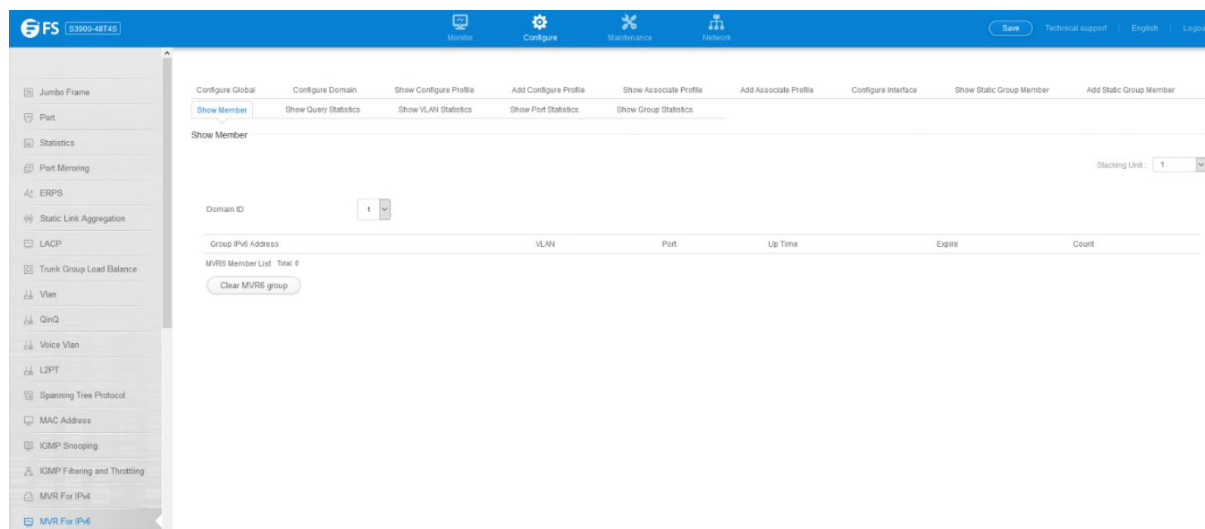 FS S3900-48T4S
Monitor
Configure
Maintenance
Network
Save
Technical support
English
Jumbo Frame
Port
Statistics
Port Mirroring
ERPS
Static Link Aggregation
LACP
Trunk Group Load Balance
Vlan
QinQ
Voice Vlan
L2PT
Spanning Tree Protocol
MAC Address
IGMP Snooping
IGMP Filtering and Throttling
MVR For IPv4
MVR For IPv6
Configure Global Configure Domain Show Configure Profile Add Configure Profile Show Associate Profile Add Associate Profile Configure Interface Show Static Group Member Add Static Group Member
Show Member Show Query Statistics Show VLAN Statistics Show Port Statistics Show Group Statistics
Show Member
Stacking Unit : 1
Domain ID 1
Group IPv6 Address VLAN Port Up Time Expire Count
MVR6 Member List Total: 0
Clear MVR6 group